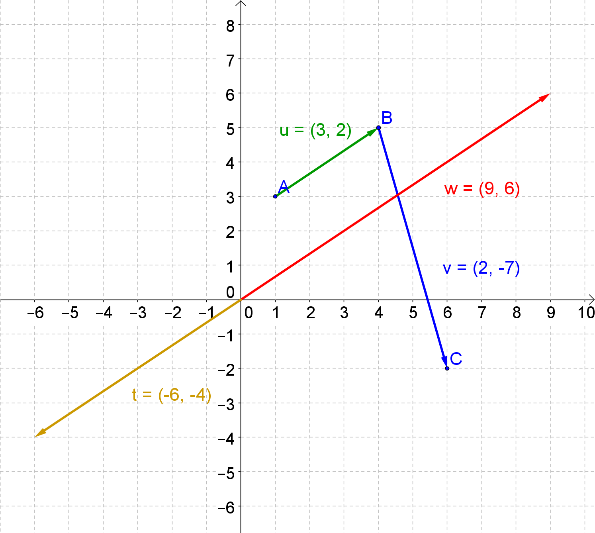 8
7
6
B
5
u = (3, 2)
4
A
3
w = (9, 6)
2
v = (2, -7)
1
0
−6 −5 −4 −3 −2 −1 0 1 2 3 4 5 6 7 8 9 10
−1
C
−2
t = (-6, -4)
−3
−4
−5
−6